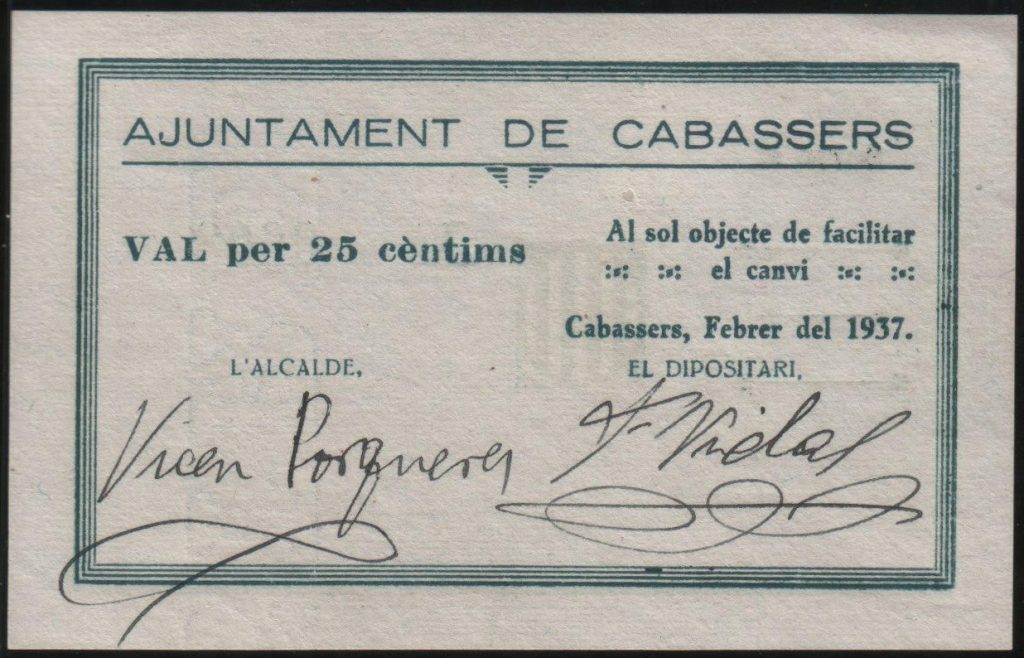 AJUNTAMENT DE CABASSERS
VAL per 25 cèntims
Al sol objecte de facilitar
el canvi
Cabassers, Febrer del 1937.
L'ALCALDE,
EL DIPOSITARI,
Vicen Porqueres
Vidal